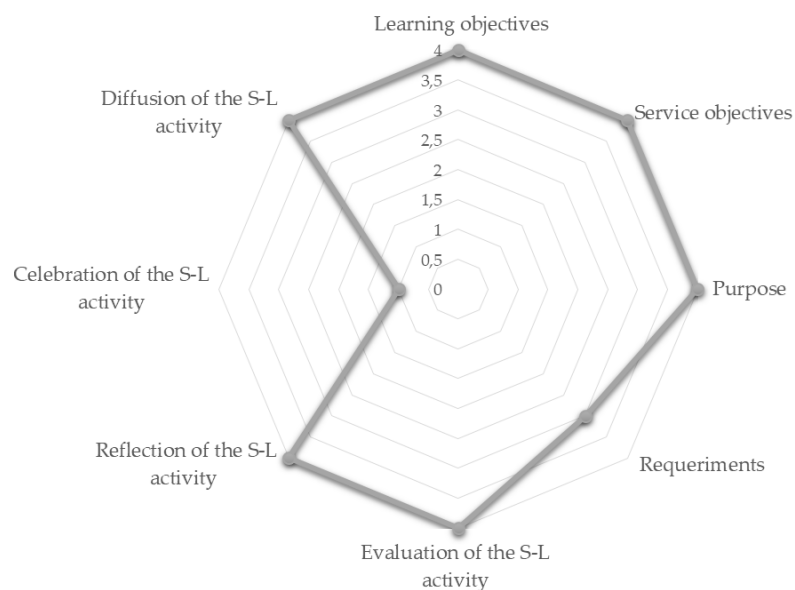 Learning objectives
4
3,5
3
2,5
2
1,5
1
0,5
0
Service objectives
Purpose
Requeriments
Evaluation of the S-L
activity
Reflection of the S-L
activity
Celebration of the S-L
activity
Diffusion of the S-L
activity